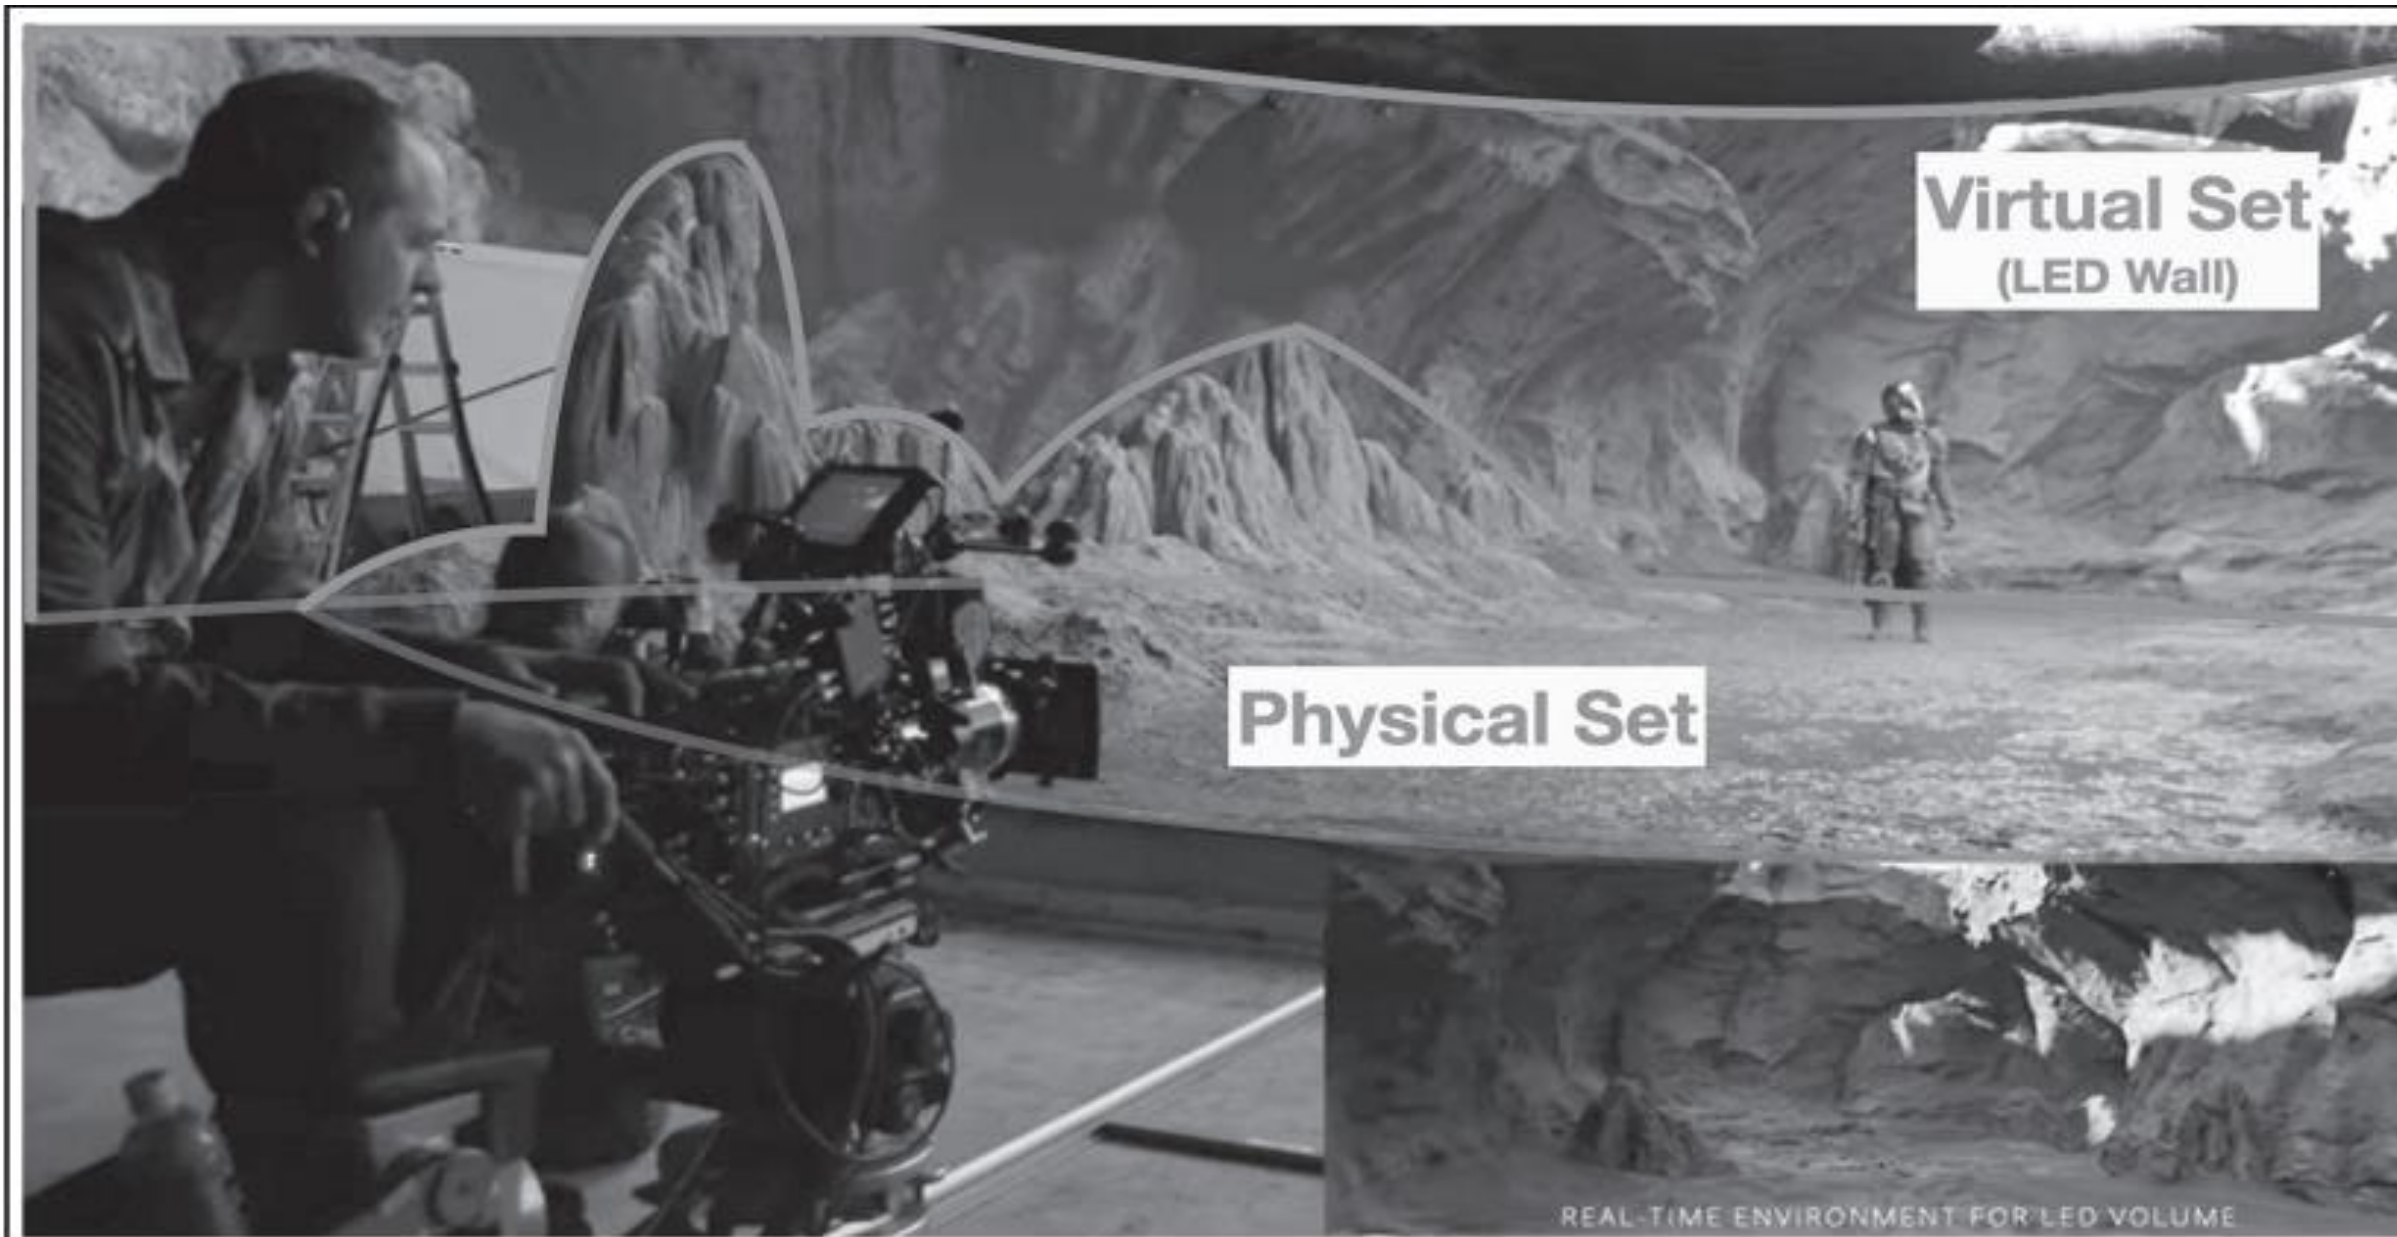 Virtual Set
(LED Wall)
Physical Set
REAL-TIME ENVIRONMENT FOR LED VOLUME